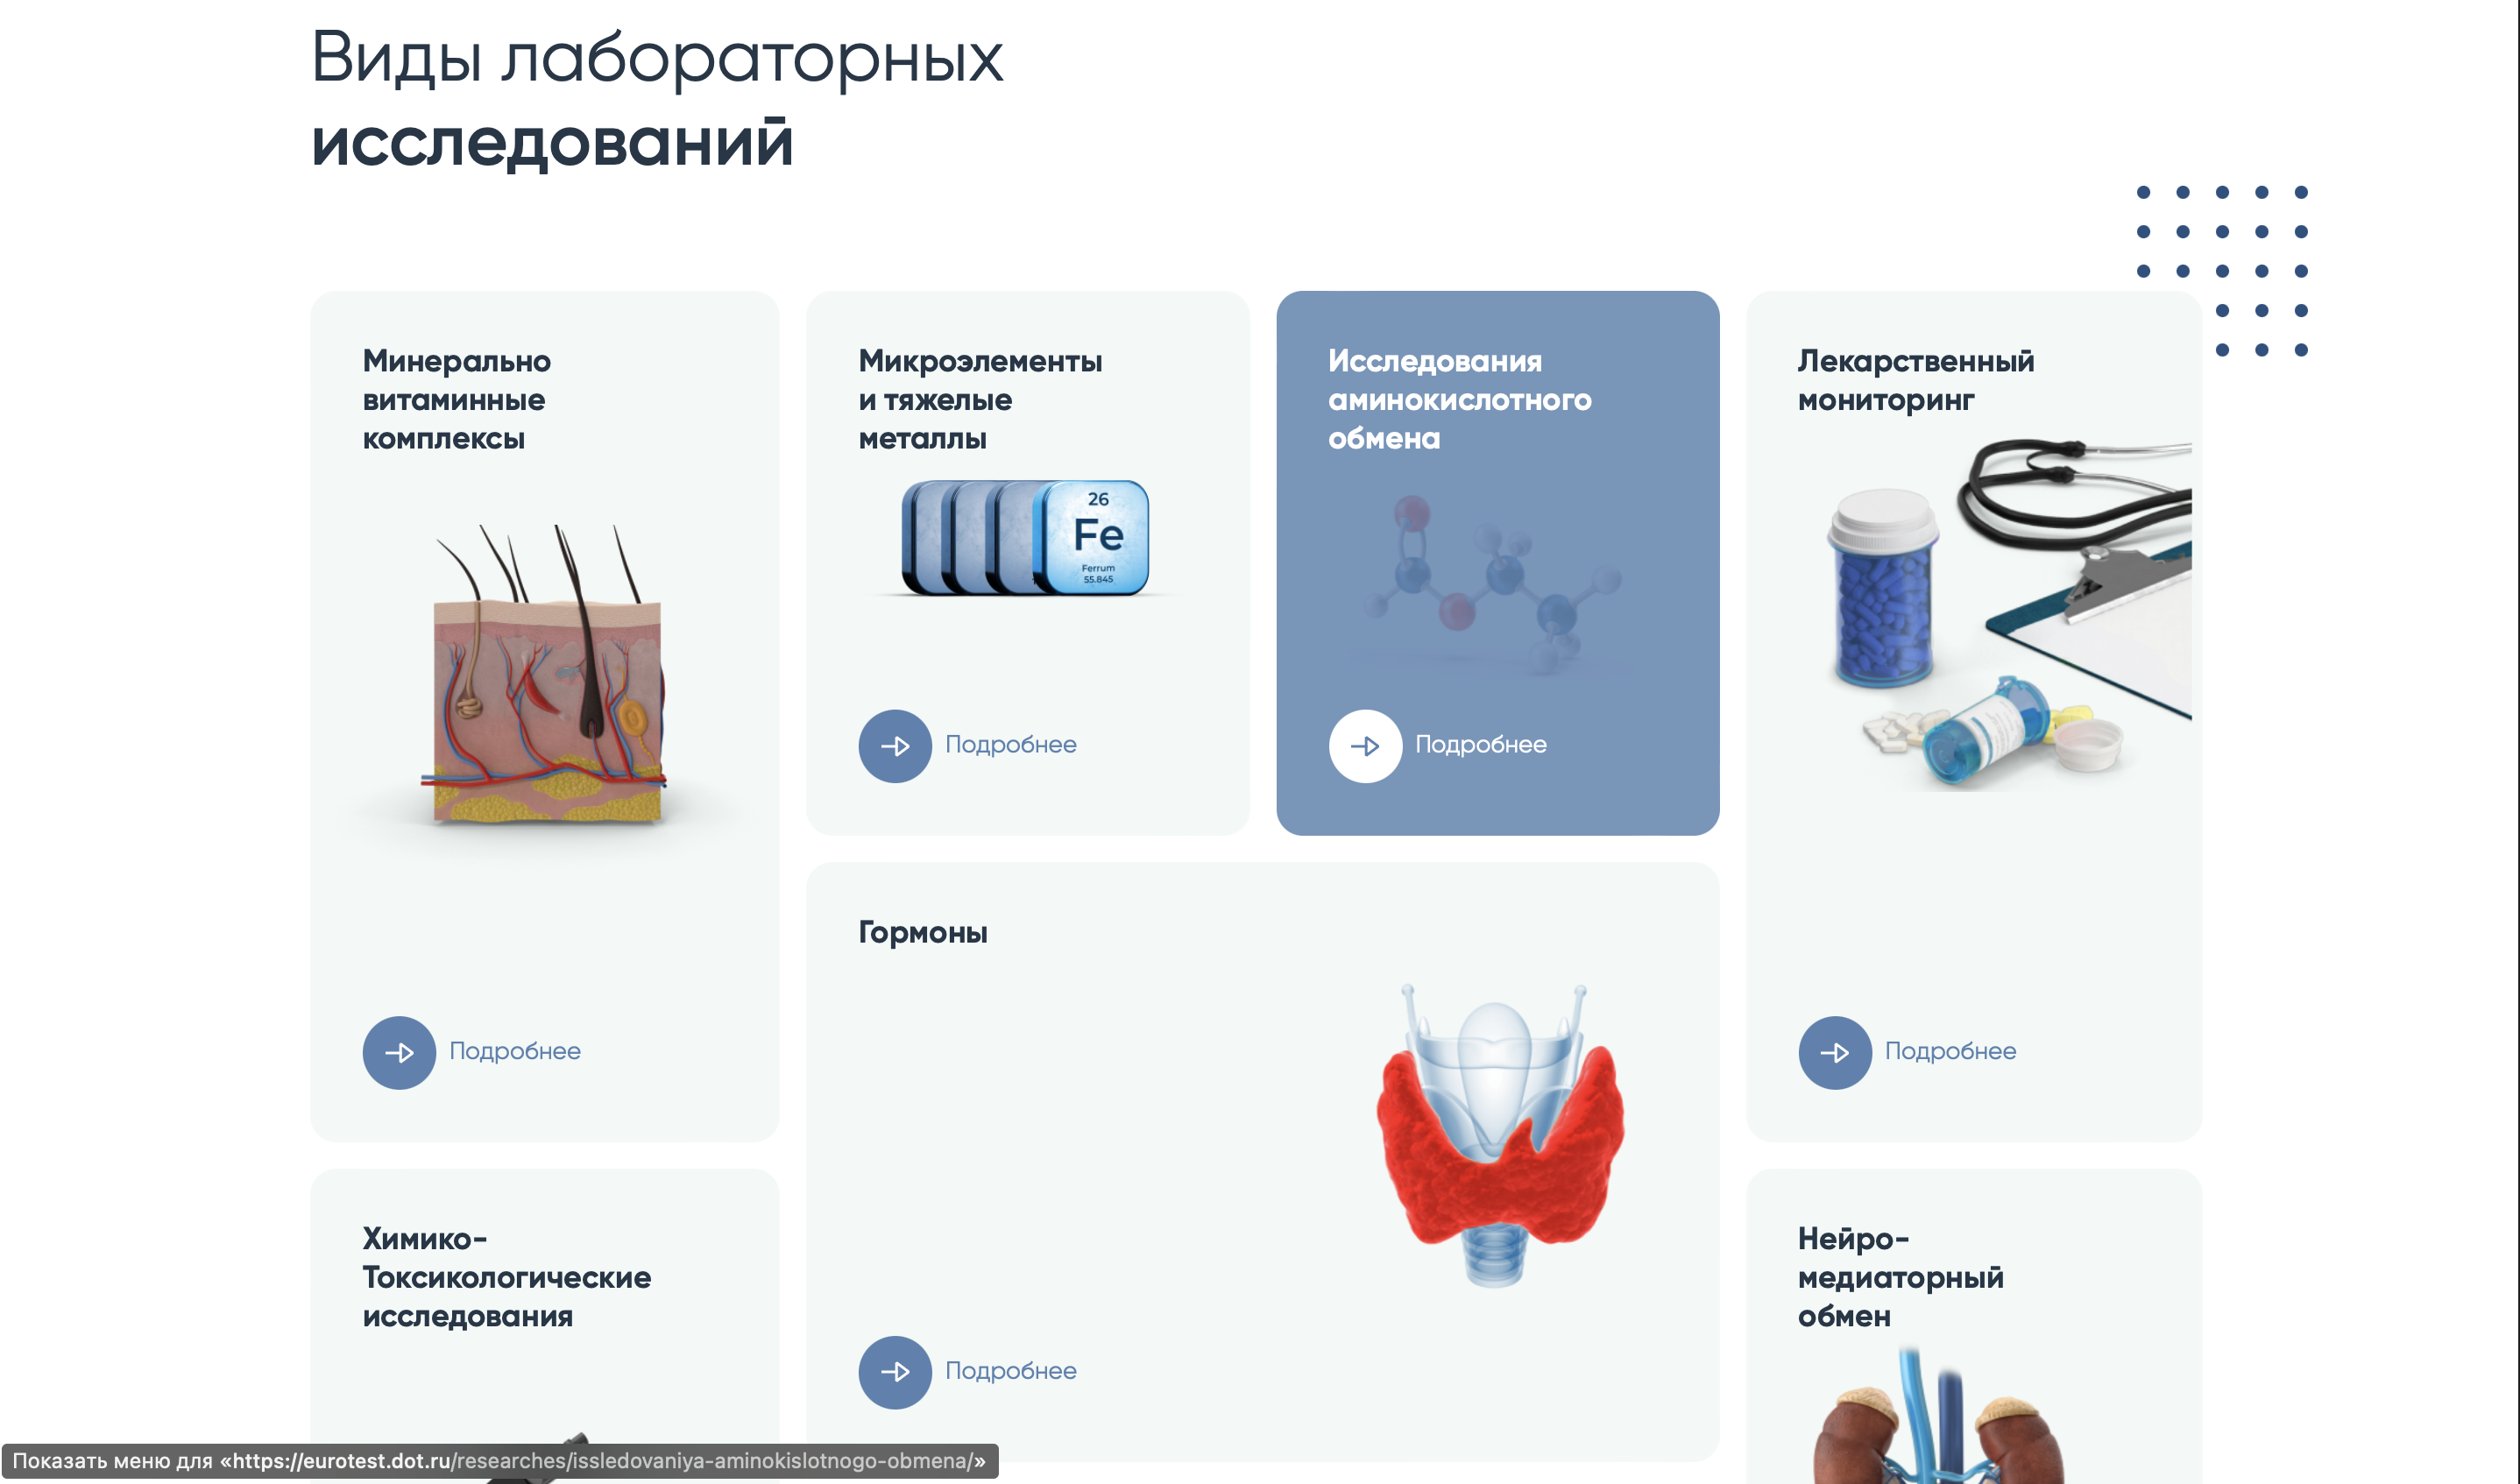 Виды лабораторных
исследований
Минерально
витаминные
комплексы
Подробнее
Микроэлементы
и тяжелые
металлы
26
Fe
Ferrum
55.845
Подробнее
Исследования
аминокислотного
обмена
Подробнее
Лекарственный
мониторинг
Подробнее
Гормоны
Подробнее
Химико-
Токсикологические
исследования
Нейро-
медиаторный
обмен
Показать меню для «https://eurotest.dot.ru/researches/issledovaniya-aminokislotnogo-obmena/»